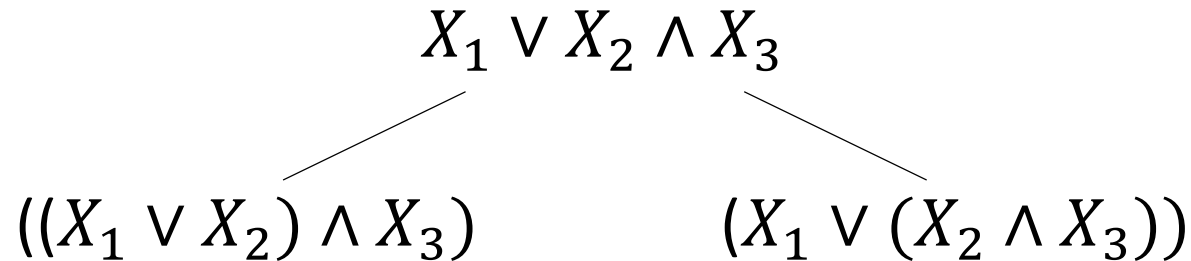 X₁ ∨ X₂ ∧ X₃
((X₁ ∨ X₂) ∧ X₃) (X₁ ∨ (X₂ ∧ X₃))